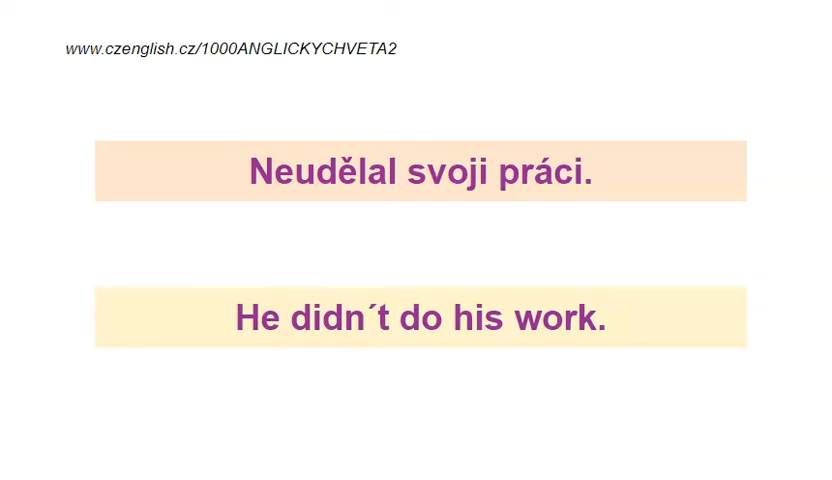 www.czenglish.cz/1000ANGLICKYCHVETA2
Neudělal svoji práci.
He didn´t do his work.